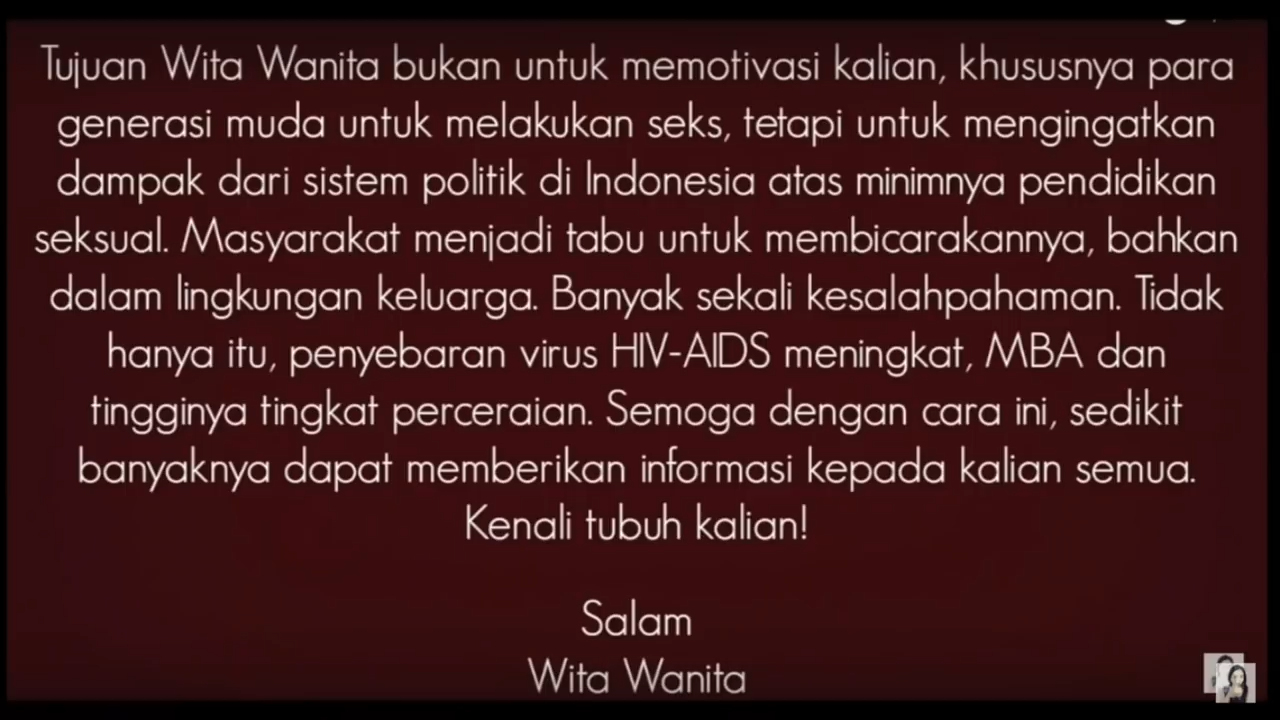 Tujuan Wita Wanita bukan untuk memotivasi kalian, khususnya para
generasi muda untuk melakukan seks, tetapi untuk mengingatkan
dampak dari sistem politik di Indonesia atas minimnya pendidikan
seksual. Masyarakat menjadi tabu untuk membicarakannya, bahkan
dalam lingkungan keluarga. Banyak sekali kesalahpahaman. Tidak
hanya itu, penyebaran virus HIV-AIDS meningkat, MBA dan
tingginya tingkat perceraian. Semoga dengan cara ini, sedikit
banyaknya dapat memberikan informasi kepada kalian semua.
Kenali tubuh kalian!
Salam
Wita Wanita